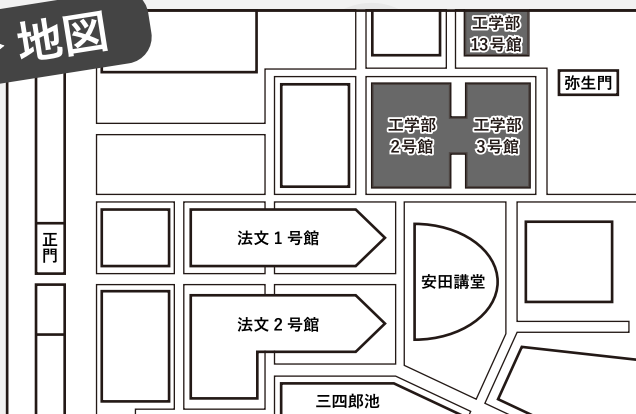 地図
工学部
13号館
弥生門
工学部
2号館
工学部
3号館
正門
法文 1 号館
安田講堂
法文 2 号館
三四郎池